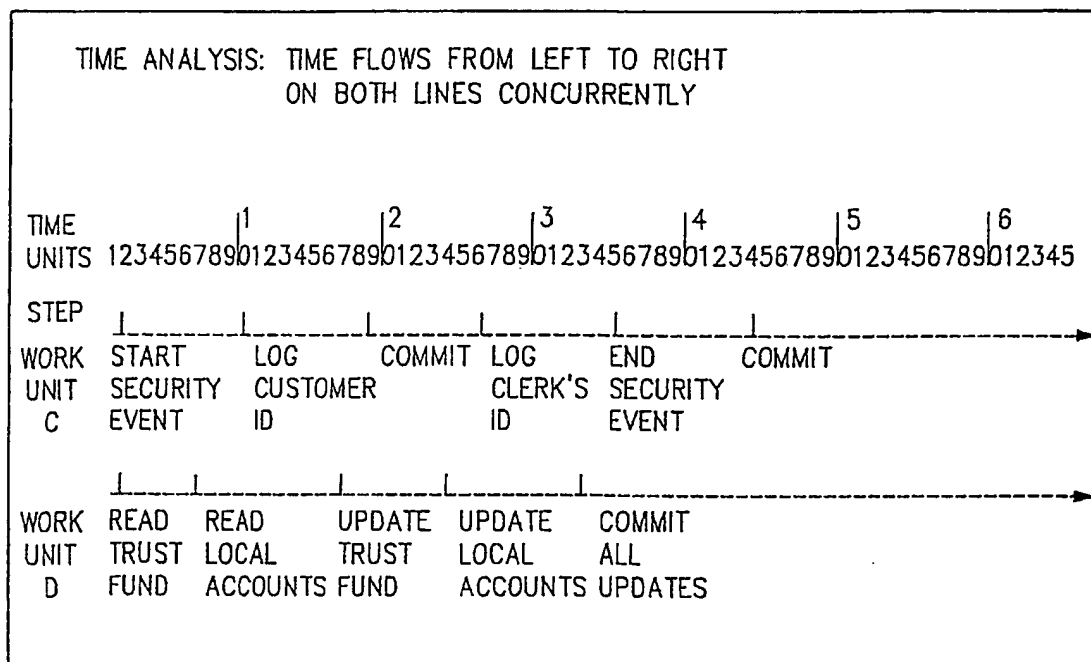 TIME ANALYSIS: TIME FLOWS FROM LEFT TO RIGHT
ON BOTH LINES CONCURRENTLY
TIME 1 2 3 4 5 6
UNITS 12345678901234567890123456789012345678901234567890123456789012345
STEP
WORK START LOG COMMIT LOG END COMMIT
UNIT SECURITY CUSTOMER CLERK'S SECURITY
C EVENT ID ID EVENT
WORK READ READ UPDATE UPDATE COMMIT
UNIT TRUST LOCAL TRUST LOCAL ALL
D FUND ACCOUNTS FUND ACCOUNTS UPDATES